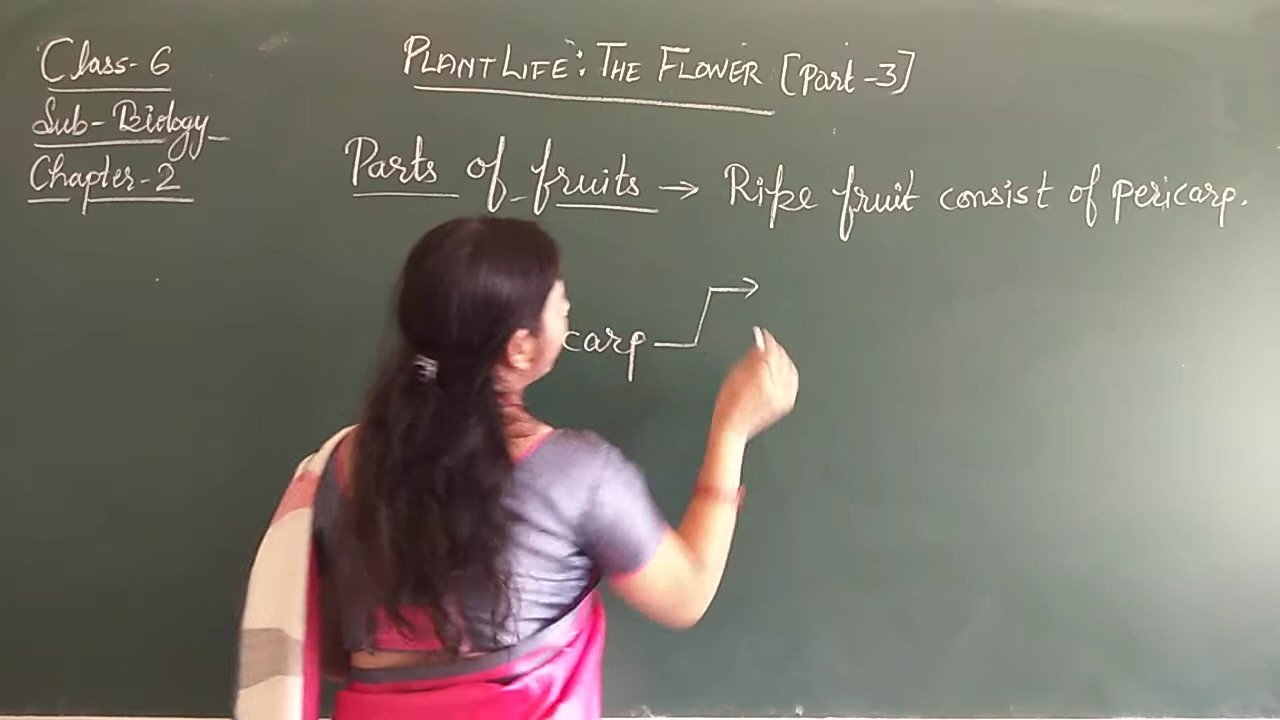 Class-6
Sub-Biology
Chapter-2
PLANT LIFE: THE FLOWER [Part-3]
Parts of fruits → Ripe fruit consist of pericarp.
carp